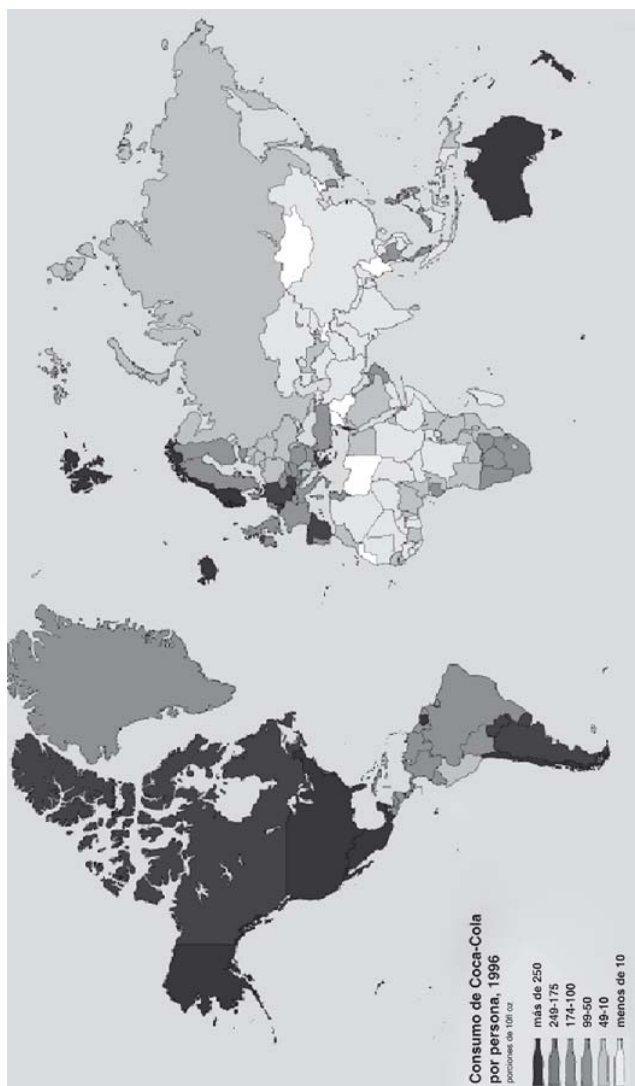 Consumo de Coca-Cola
por persona, 1996
porciones de 10fl oz
más de 250
249-175
174-100
99-50
49-10
menos de 10